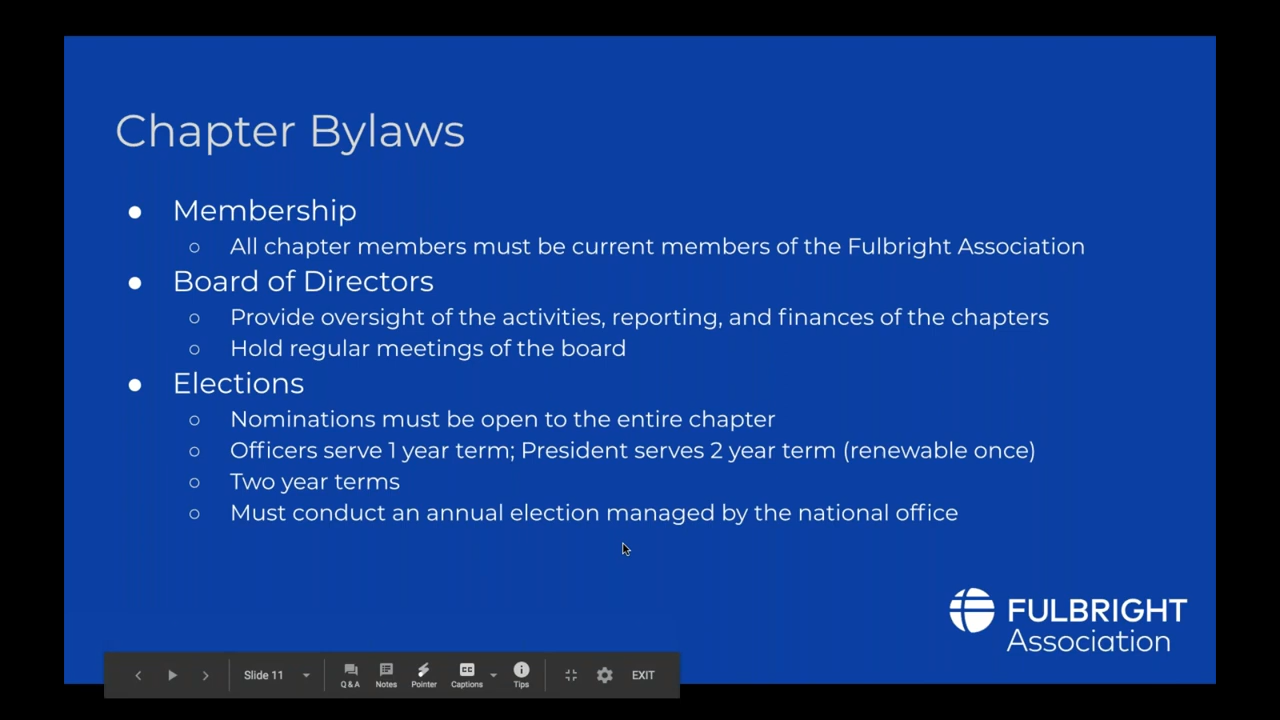 Chapter Bylaws
● Membership
○ All chapter members must be current members of the Fulbright Association
● Board of Directors
○ Provide oversight of the activities, reporting, and finances of the chapters
○ Hold regular meetings of the board
● Elections
○ Nominations must be open to the entire chapter
○ Officers serve 1 year term; President serves 2 year term (renewable once)
○ Two year terms
○ Must conduct an annual election managed by the national office
FULBRIGHT
Association
Slide 11
Q & A
Notes
Pointer
CC
Captions
Tips
EXIT